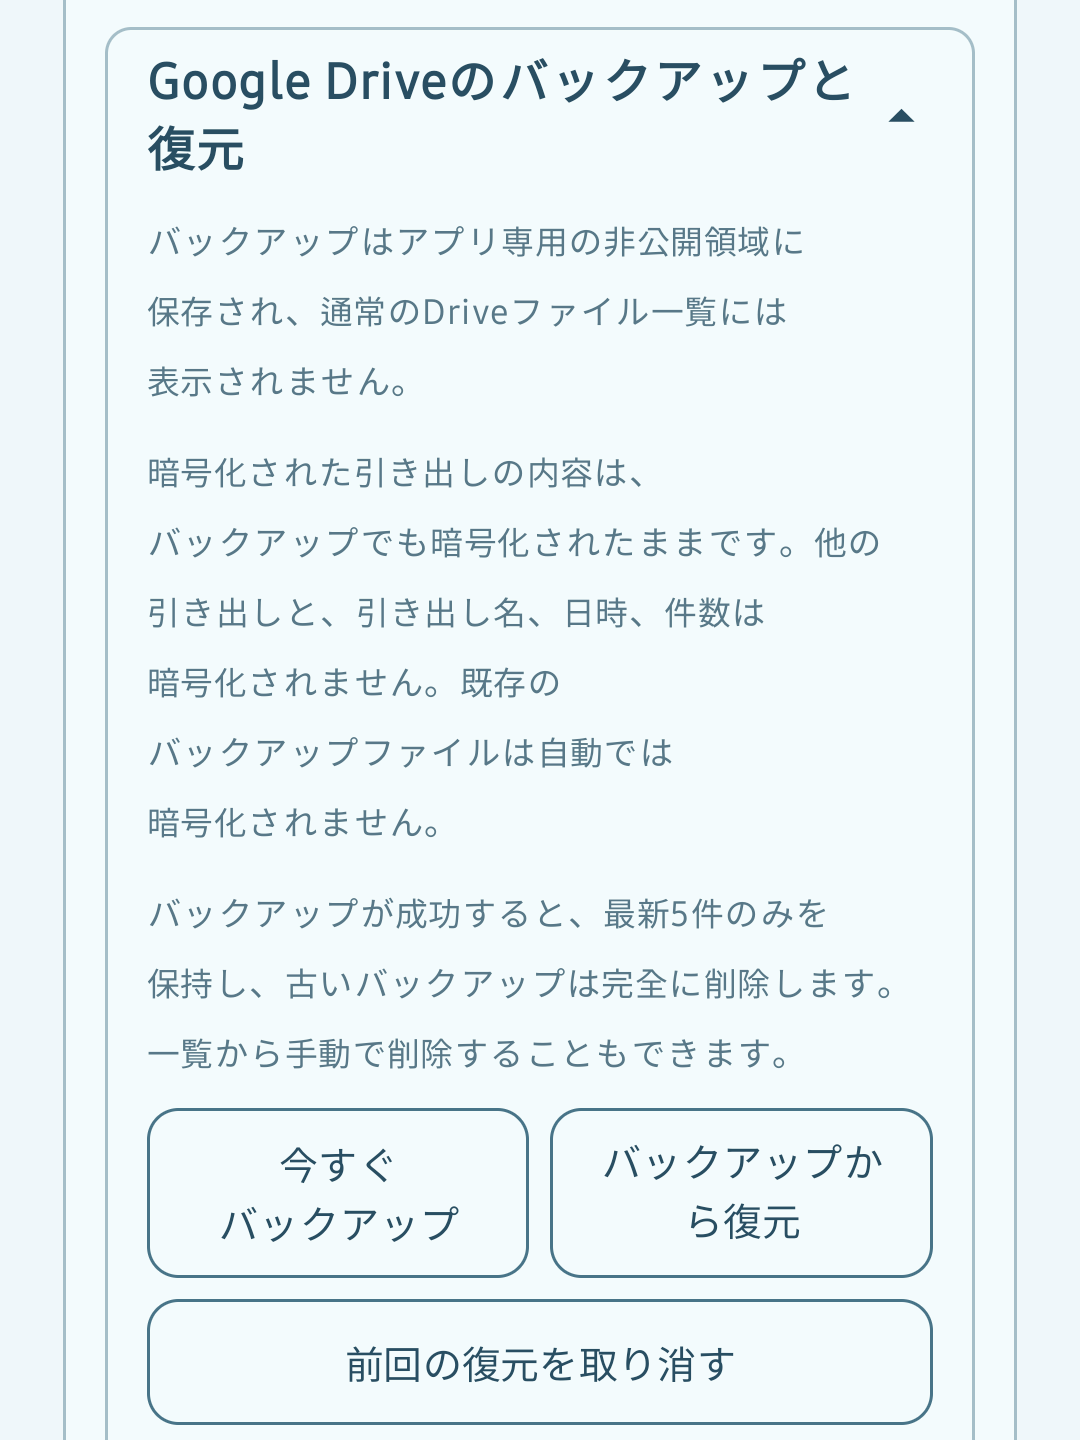 Google Driveのバックアップと
復元
バックアップはアプリ専用の非公開領域に
保存され、通常のDriveファイル一覧には
表示されません。
暗号化された引き出しの内容は、
バックアップでも暗号化されたままです。他の
引き出しと、引き出し名、日時、件数は
暗号化されません。既存の
バックアップファイルは自動では
暗号化されません。
バックアップが成功すると、最新5件のみを
保持し、古いバックアップは完全に削除します。
一覧から手動で削除することもできます。
今すぐ
バックアップ
バックアップか
ら復元
前回の復元を取り消す